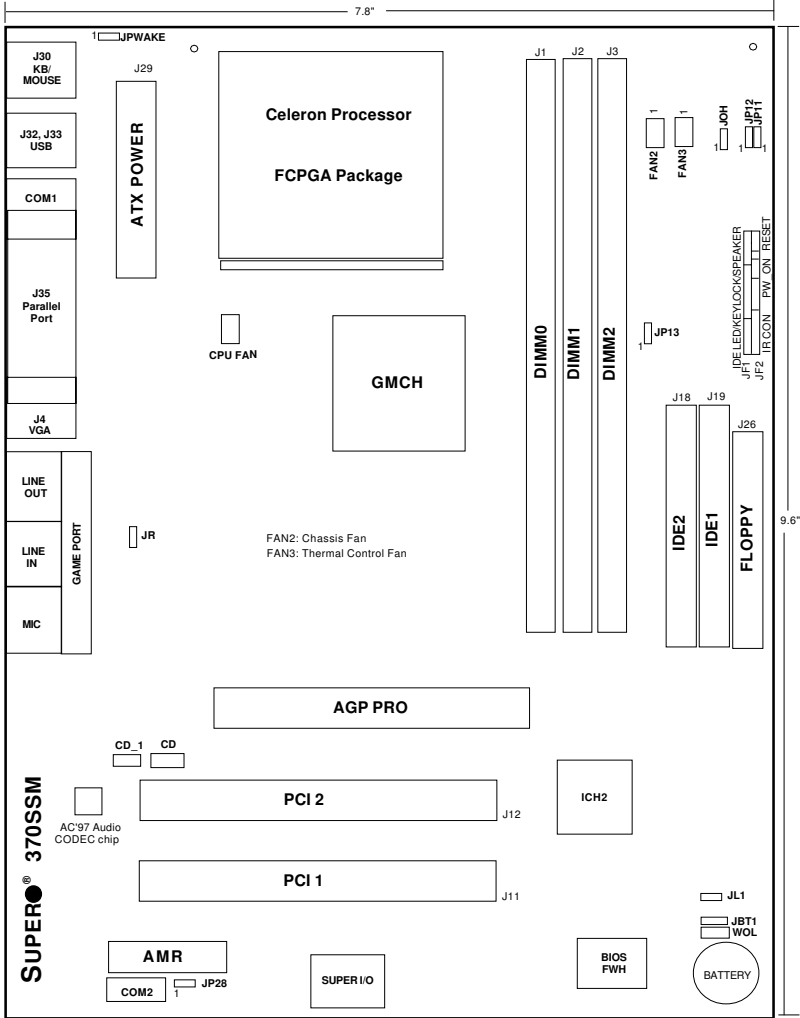 7.8"
1 JPWAKE
J30
KB/
MOUSE
J29
J1
J2
J3
Celeron Processor
FCPGA Package
ATX POWER
J32, J33
USB
COM1
1
1
FAN2
FAN3
JOH
1
JP12
JP11
1
1
J35
Parallel
Port
CPU FAN
GMCH
DIMM0
DIMM1
DIMM2
JP13
1
IDE LED/KEYLOCK/SPEAKER
JF1
JF2
IR CON PW_ON RESET
J4
VGA
J18
J19
J26
LINE
OUT
LINE
IN
MIC
GAME PORT
JR
FAN2: Chassis Fan
FAN3: Thermal Control Fan
IDE2
IDE1
FLOPPY
9.6"
AGP PRO
CD_1
CD
PCI 2
J12
ICH2
AC'97 Audio
CODEC chip
PCI 1
J11
SUPER® 370SSM
JL1
JBT1
WOL
AMR
COM2
JP28
1
SUPER I/O
BIOS
FWH
BATTERY